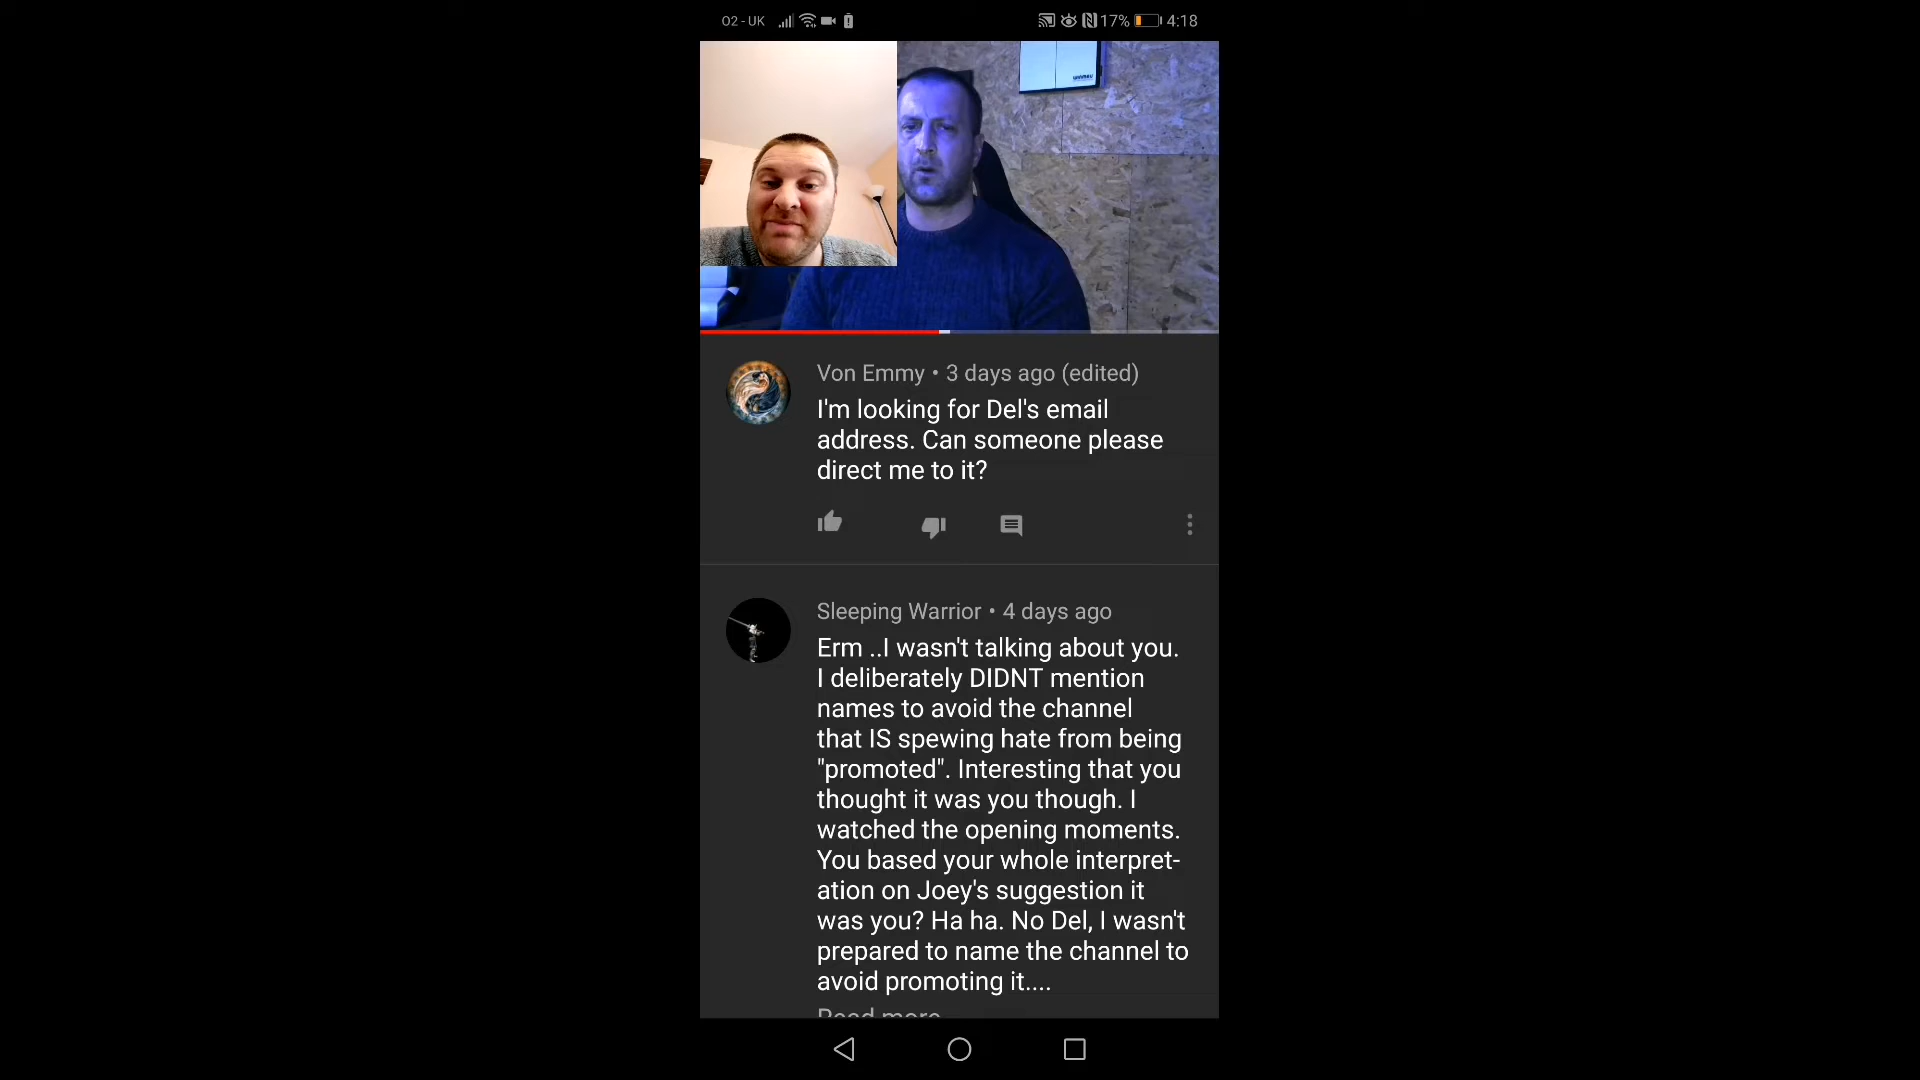 O2 - UK 17% 4:18
WINMAU
Von Emmy • 3 days ago (edited)
I'm looking for Del's email
address. Can someone please
direct me to it?
Sleeping Warrior • 4 days ago
Erm ..I wasn't talking about you.
I deliberately DIDNT mention
names to avoid the channel
that IS spewing hate from being
"promoted". Interesting that you
thought it was you though. I
watched the opening moments.
You based your whole interpret-
ation on Joey's suggestion it
was you? Ha ha. No Del, I wasn't
prepared to name the channel to
avoid promoting it....
Read more